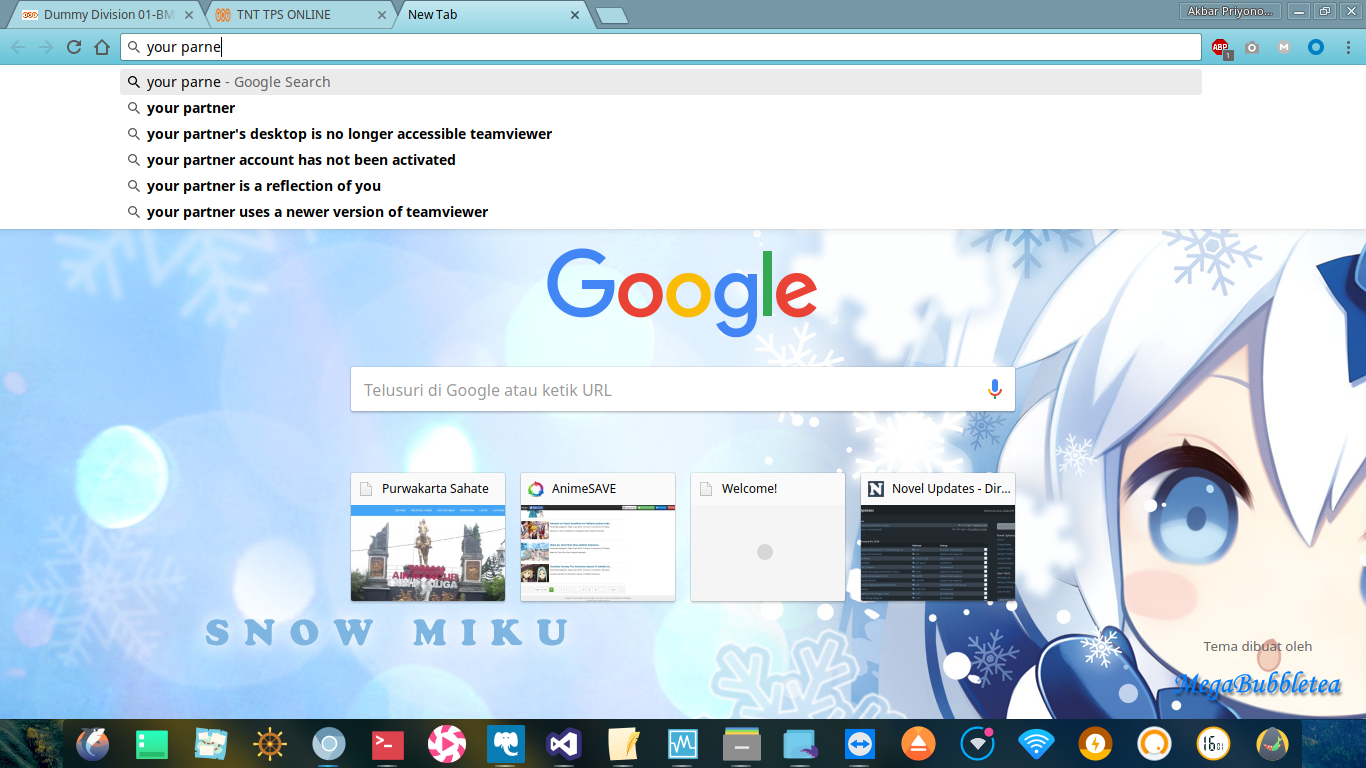 Dummy Division 01-BM
TNT TPS ONLINE
New Tab
Akbar Priyono...
your parne
ABP
1
M
your parne - Google Search
your partner
your partner's desktop is no longer accessible teamviewer
your partner account has not been activated
your partner is a reflection of you
your partner uses a newer version of teamviewer
Google
Telusuri di Google atau ketik URL
Purwakarta Sahate
AnimeSAVE
Welcome!
N
Novel Updates - Dir...
SNOW MIKU
Tema dibuat oleh
MegaBubbletea